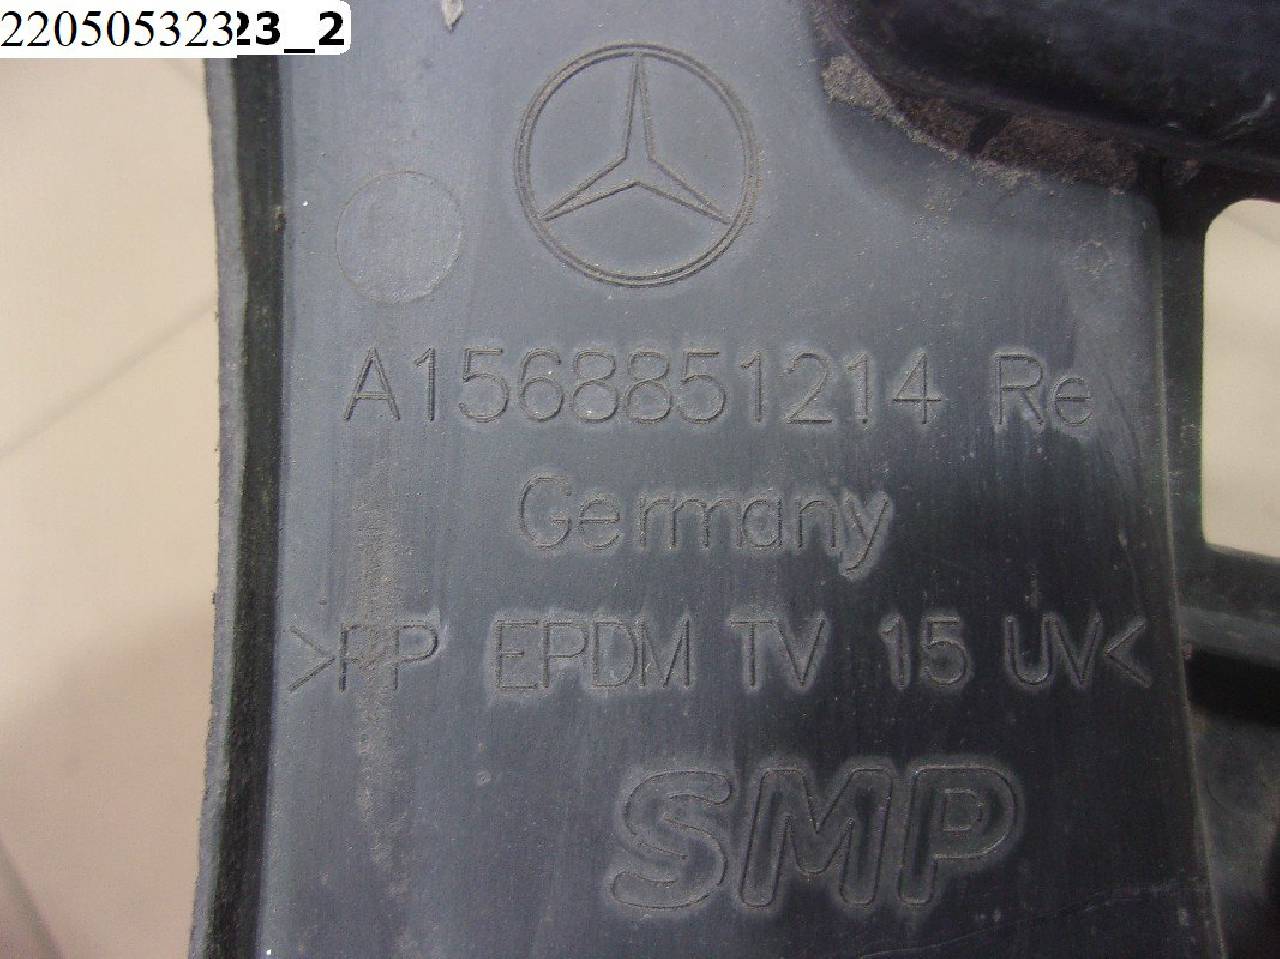 22050532323_2
A1568851214 Re
Germany
>PP EPDM TV 15 UV<
SMP